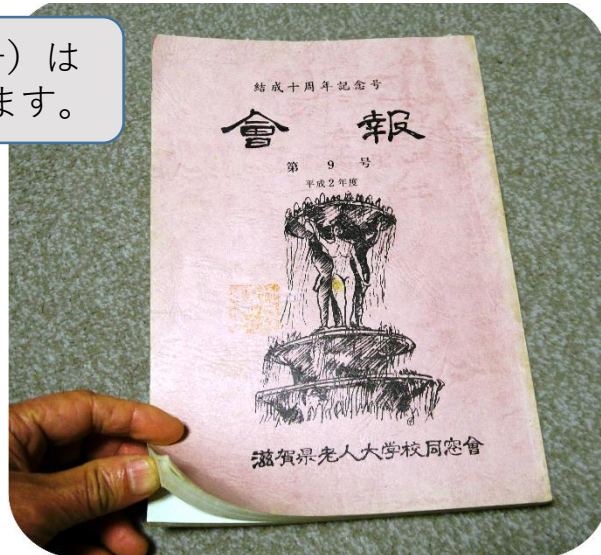 は
ます。
結成十周年記念号
會報
第9号
平成2年度
滋賀県老人大学校同窓會